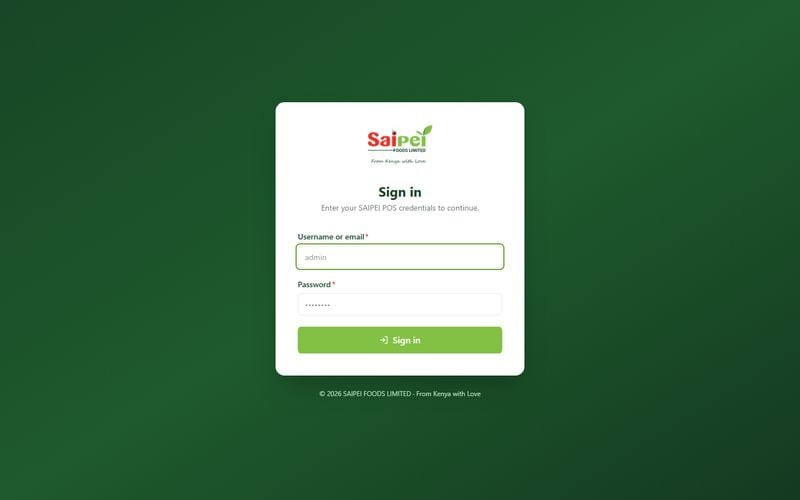 Saipei
FOODS LIMITED
From Kenya with Love
Sign in
Enter your SAIPEI POS credentials to continue.
Username or email*
admin
Password*
••••••••
Sign in
© 2026 SAIPEI FOODS LIMITED · From Kenya with Love